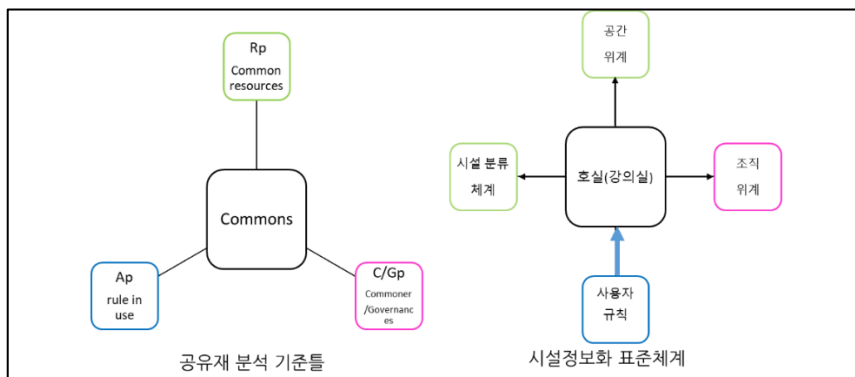 Rp
Common
resources
Commons
Ap
rule in
use
C/Gp
Commoner
/Governanc
es
공유재 분석 기준틀
공간
위계
시설 분류
체계
호실(강의실)
조직
위계
사용자
규칙
시설정보화 표준체계